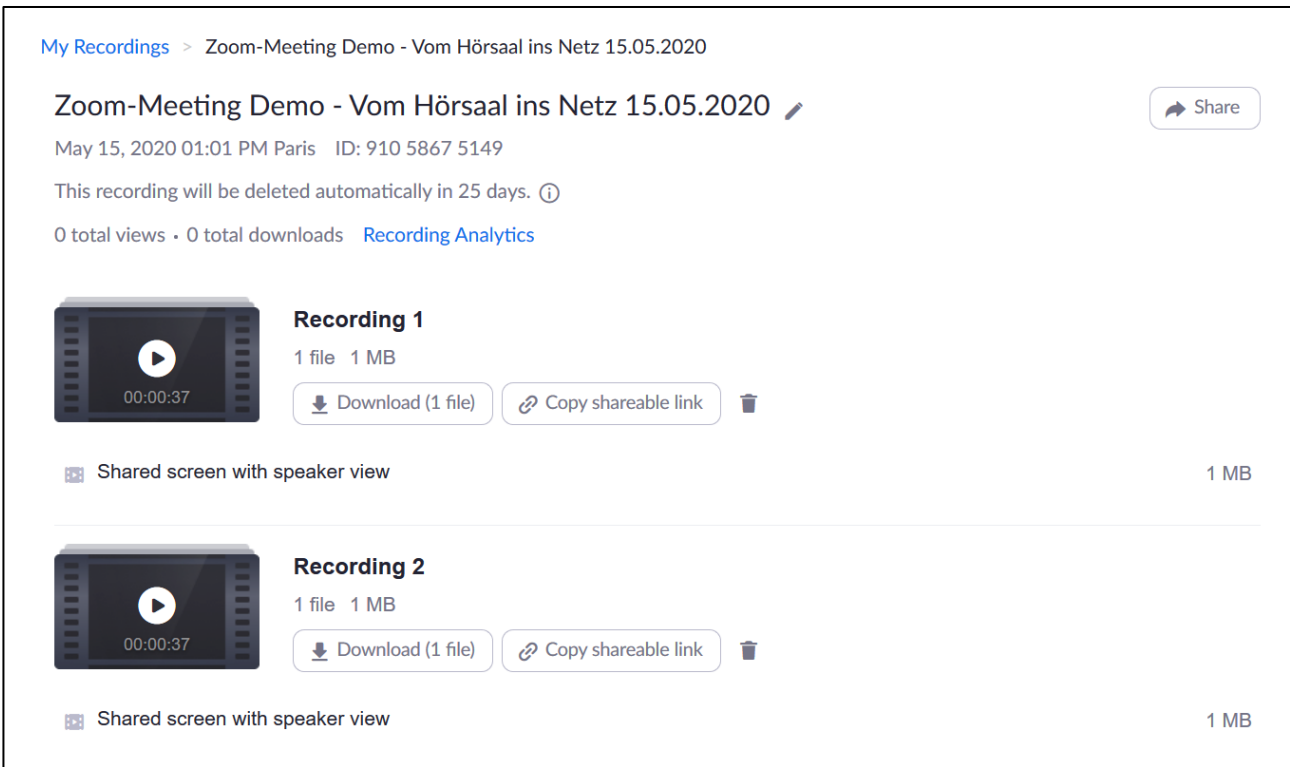 My Recordings > Zoom-Meeting Demo - Vom Hörsaal ins Netz 15.05.2020
Zoom-Meeting Demo - Vom Hörsaal ins Netz 15.05.2020
Share
May 15, 2020 01:01 PM Paris ID: 910 5867 5149
This recording will be deleted automatically in 25 days.
0 total views · 0 total downloads Recording Analytics
Recording 1
1 file 1 MB
00:00:37
Download (1 file) Copy shareable link
Shared screen with speaker view 1 MB
Recording 2
1 file 1 MB
00:00:37
Download (1 file) Copy shareable link
Shared screen with speaker view 1 MB